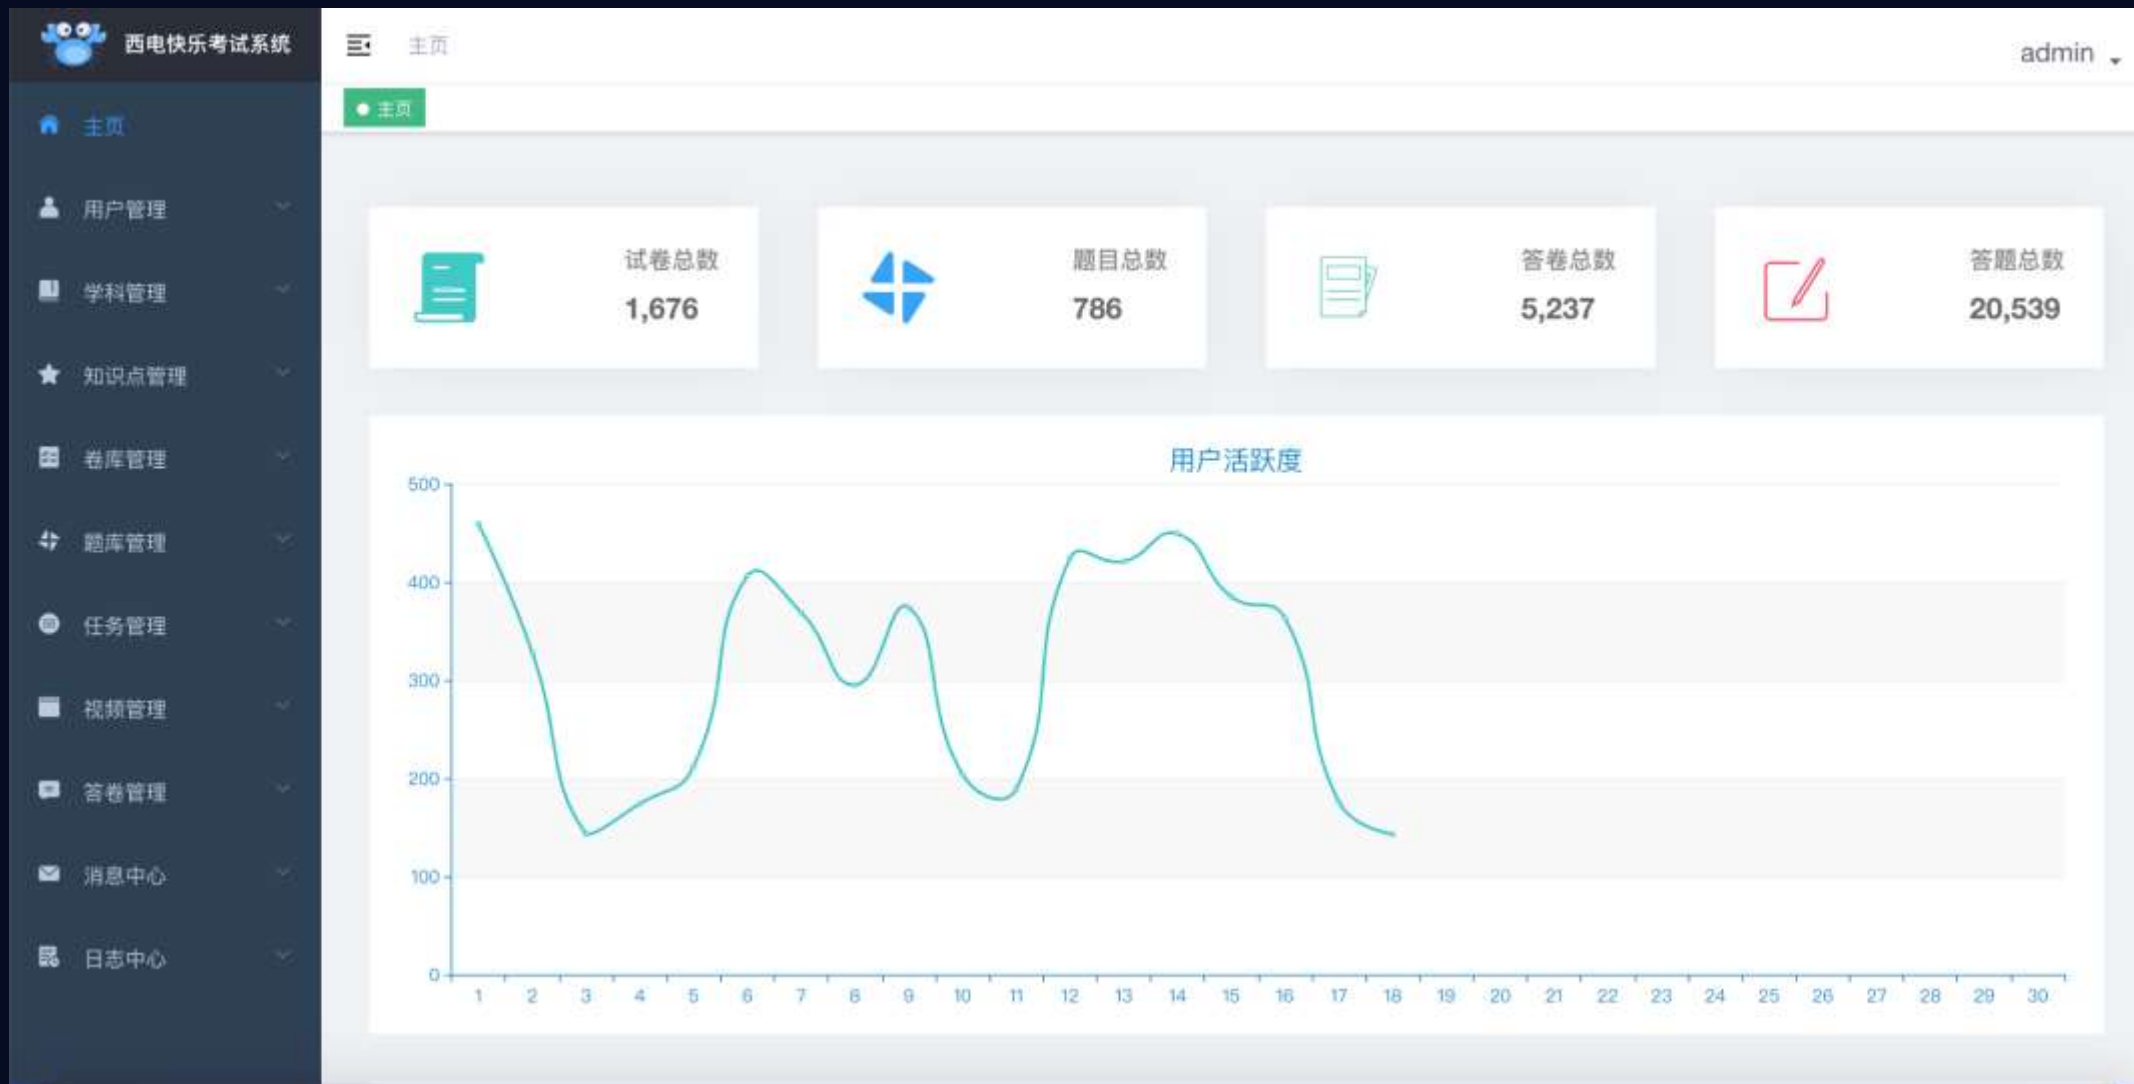 西电快乐考试系统
主页
admin
主页
主页
用户管理
学科管理
知识点管理
卷库管理
题库管理
任务管理
视频管理
答卷管理
消息中心
日志中心
试卷总数
1,676
题目总数
786
答卷总数
5,237
答题总数
20,539
用户活跃度
500
400
300
200
100
0
1 2 3 4 5 6 7 8 9 10 11 12 13 14 15 16 17 18 19 20 21 22 23 24 25 26 27 28 29 30